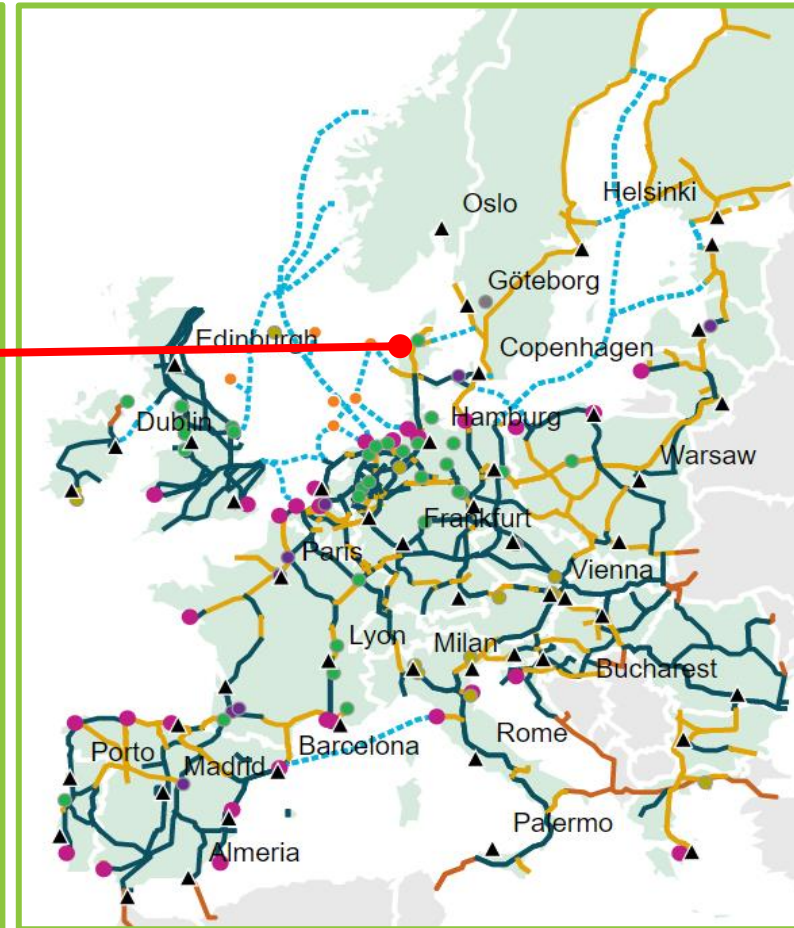 Oslo
Helsinki
Göteborg
Edinburgh
Copenhagen
Dublin
Hamburg
Warsaw
Frankfurt
Paris
Vienna
Lyon
Milan
Bucharest
Rome
Barcelona
Porto
Madrid
Palermo
Almeria